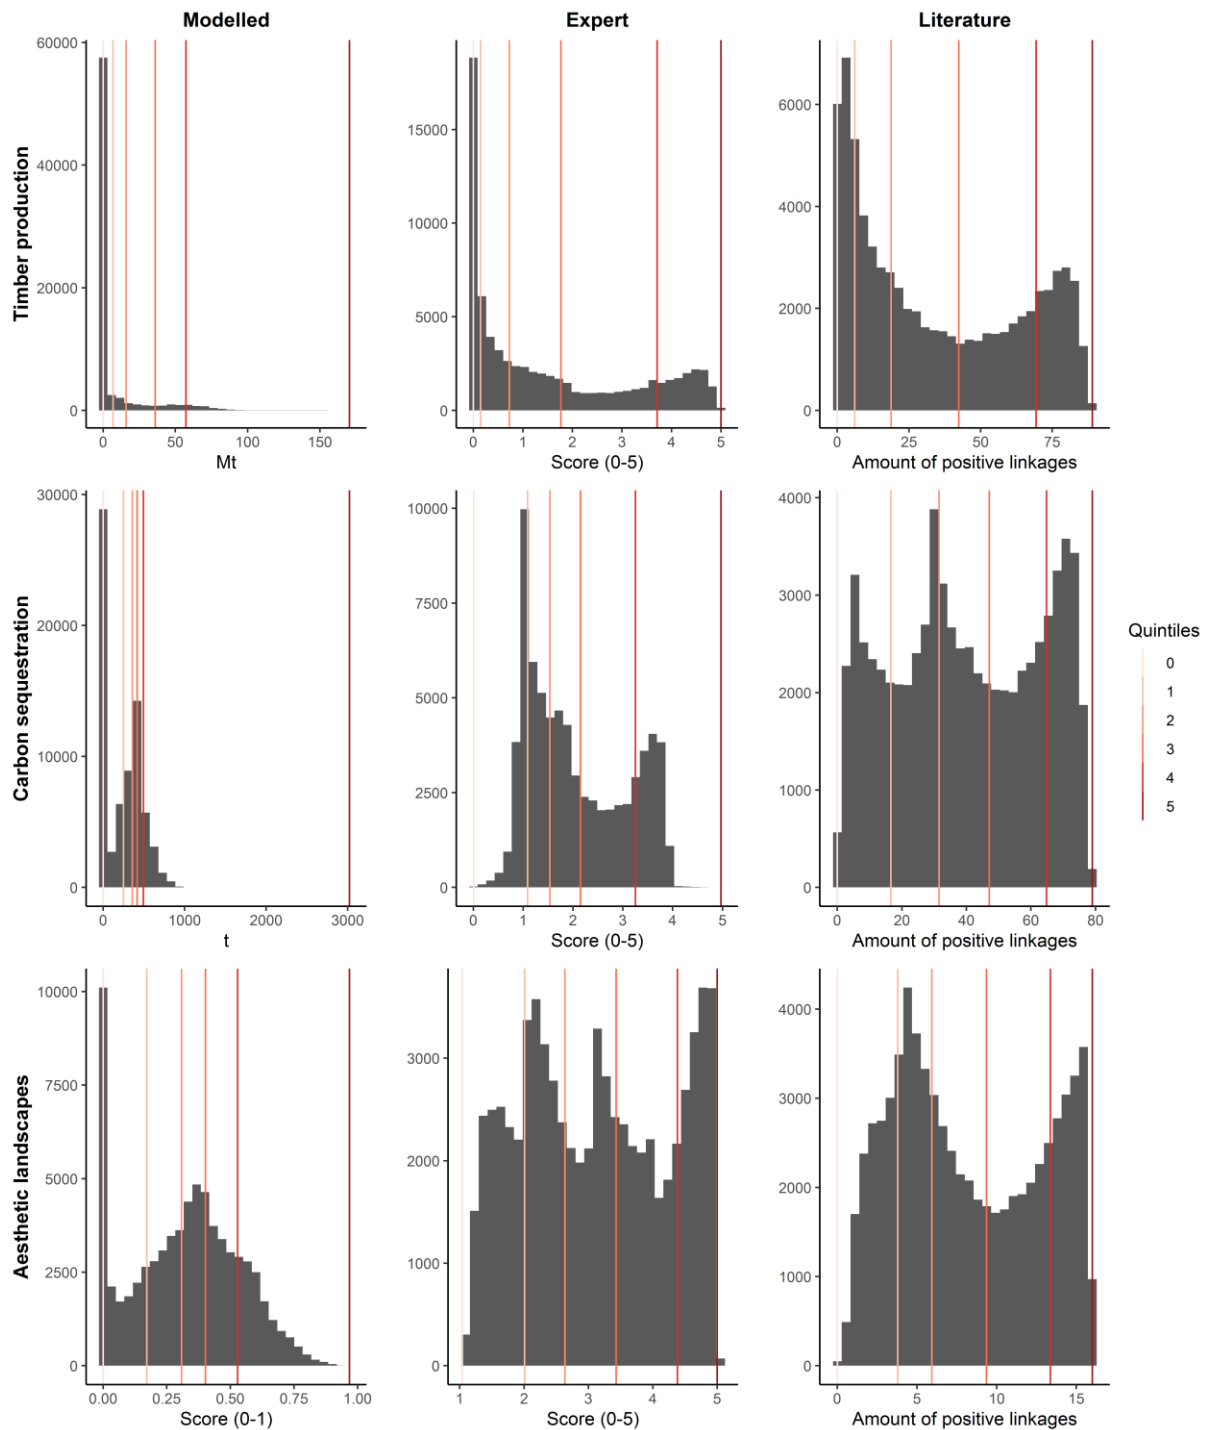 Modelled Expert Literature
Timber production
60000
40000
20000
0
0 50 100 150
Mt
15000
10000
5000
0
0 1 2 3 4 5
Score (0-5)
6000
4000
2000
0
0 25 50 75
Amount of positive linkages
Carbon sequestration
30000
20000
10000
0
0 1000 2000 3000
t
10000
7500
5000
2500
0
0 1 2 3 4 5
Score (0-5)
4000
3000
2000
1000
0
0 20 40 60 80
Amount of positive linkages
Quintiles
0
1
2
3
4
5
Aesthetic landscapes
10000
7500
5000
2500
0
0.00 0.25 0.50 0.75 1.00
Score (0-1)
3000
2000
1000
0
1 2 3 4 5
Score (0-5)
4000
3000
2000
1000
0
0 5 10 15
Amount of positive linkages